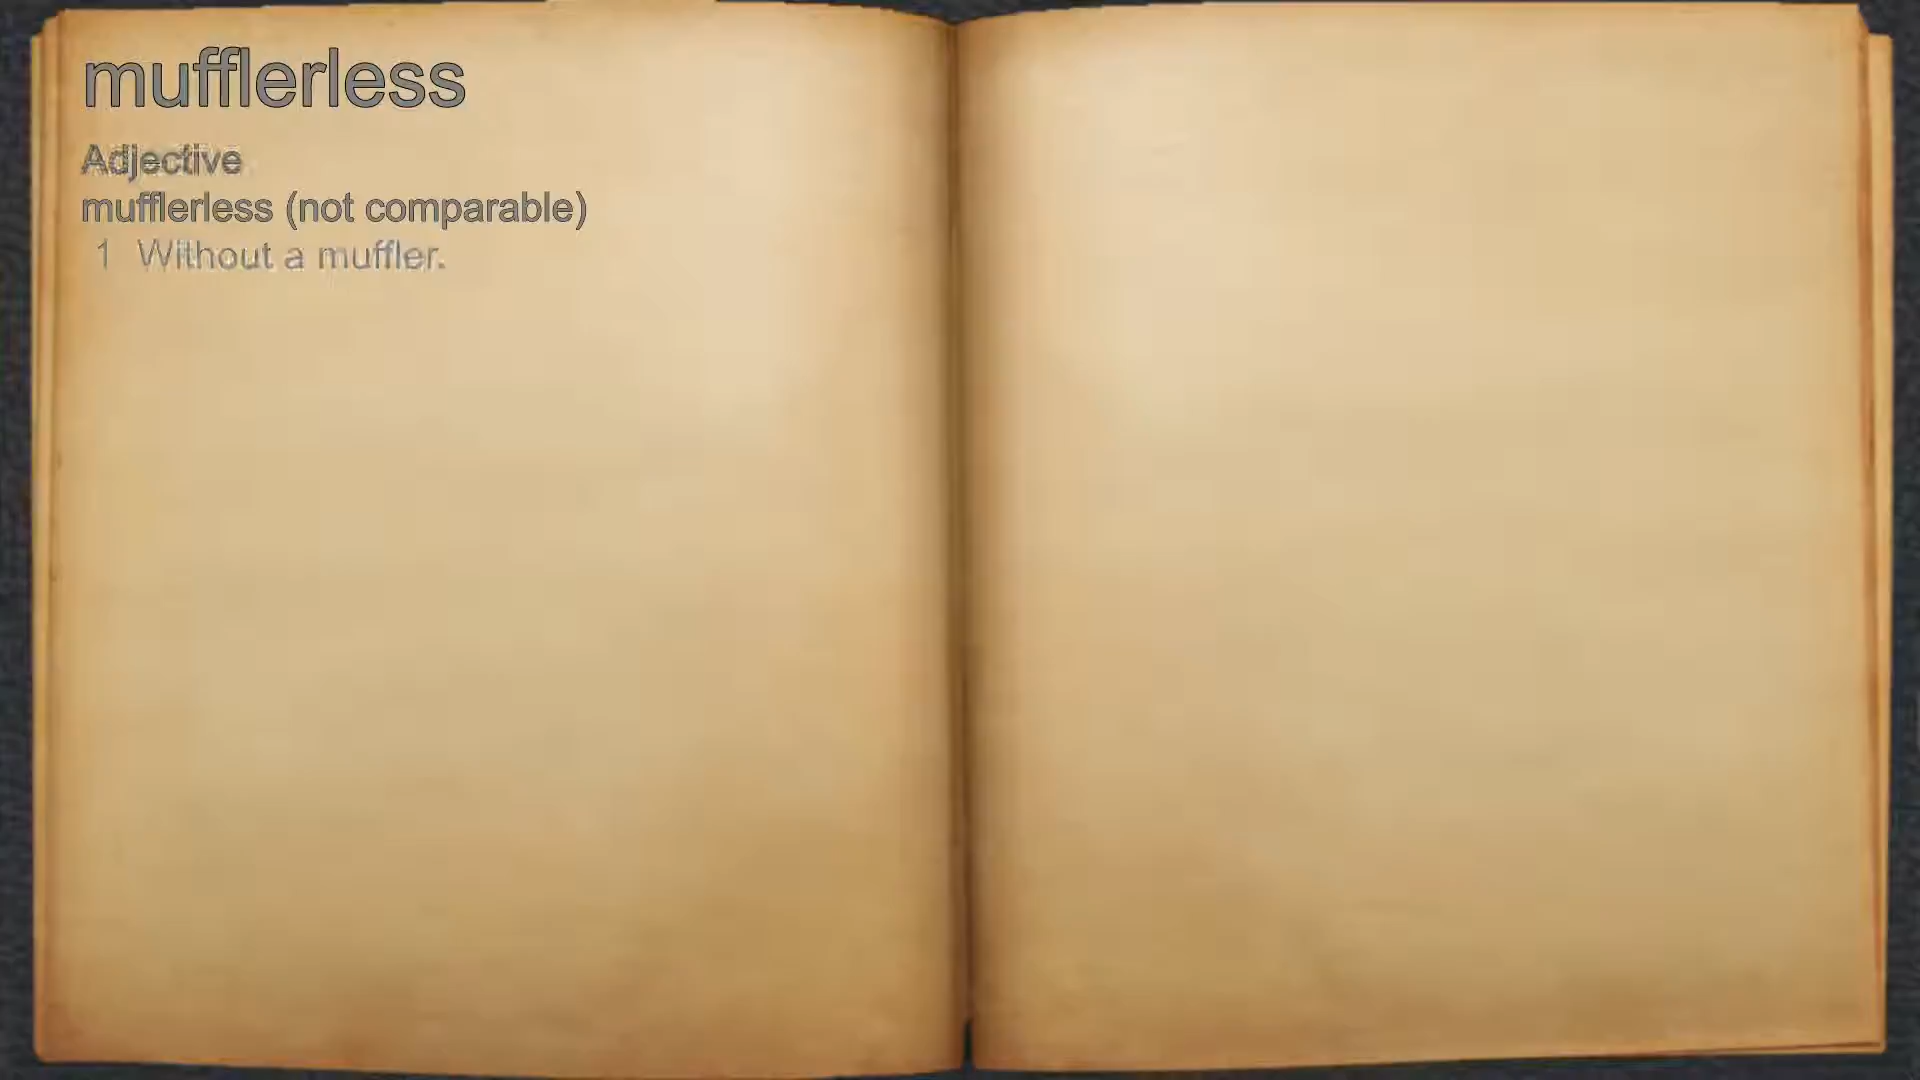 mufflerless
Adjective
mufflerless (not comparable)
1 Without a muffler.